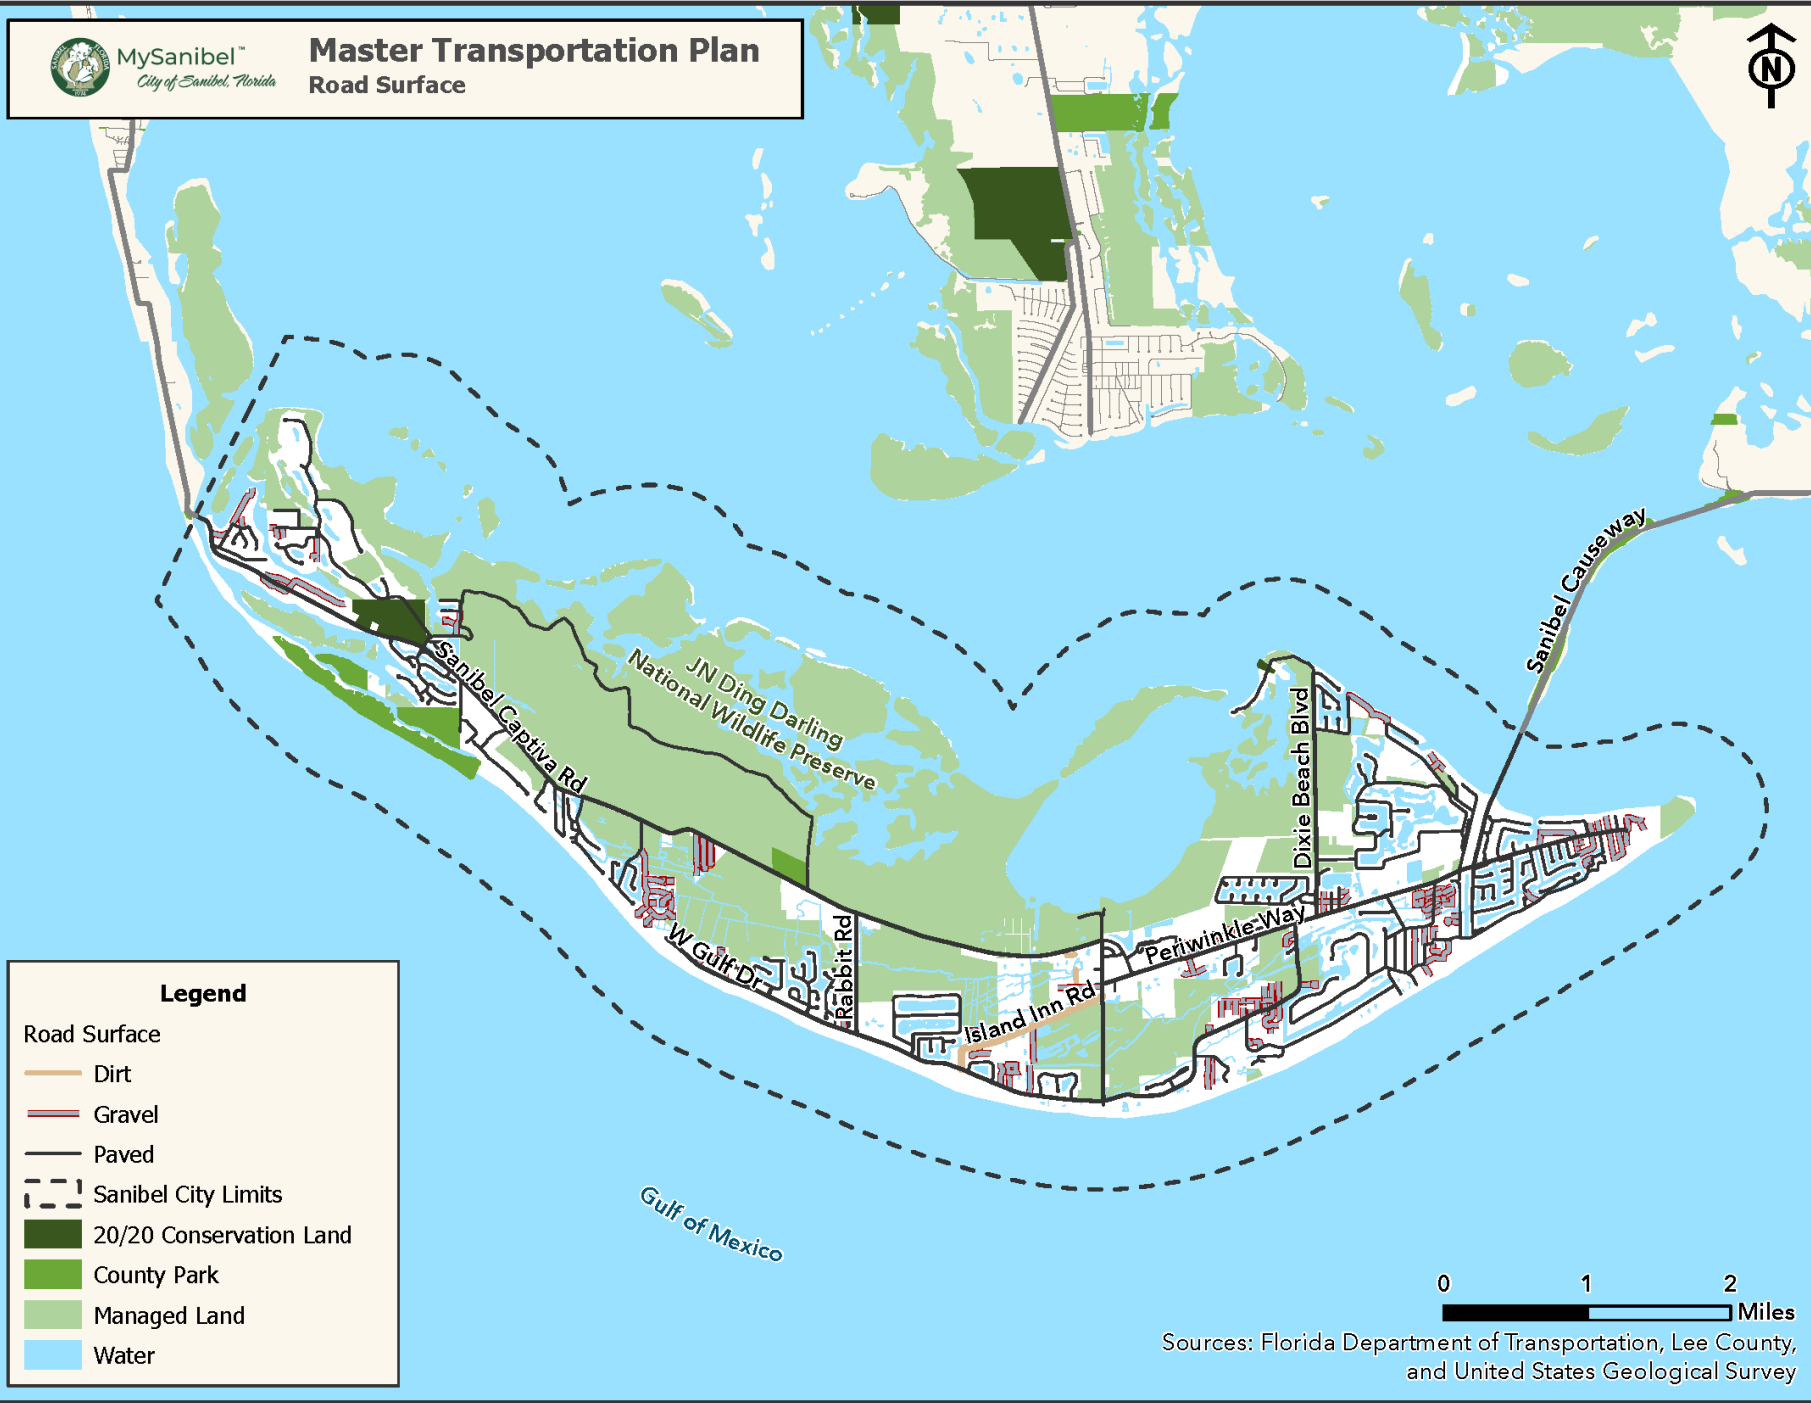 MySanibel™
City of Sanibel, Florida
Master Transportation Plan
Road Surface
N
Sanibel Causeway
JN Ding Darling
National Wildlife Preserve
Sanibel Captiva Rd
Dixie Beach Blvd
Periwinkle Way
Rabbit Rd
W Gulf Dr
Island Inn Rd
Gulf of Mexico
Legend
Road Surface
Dirt
Gravel
Paved
Sanibel City Limits
20/20 Conservation Land
County Park
Managed Land
Water
0 1 2
Miles
Sources: Florida Department of Transportation, Lee County,
and United States Geological Survey